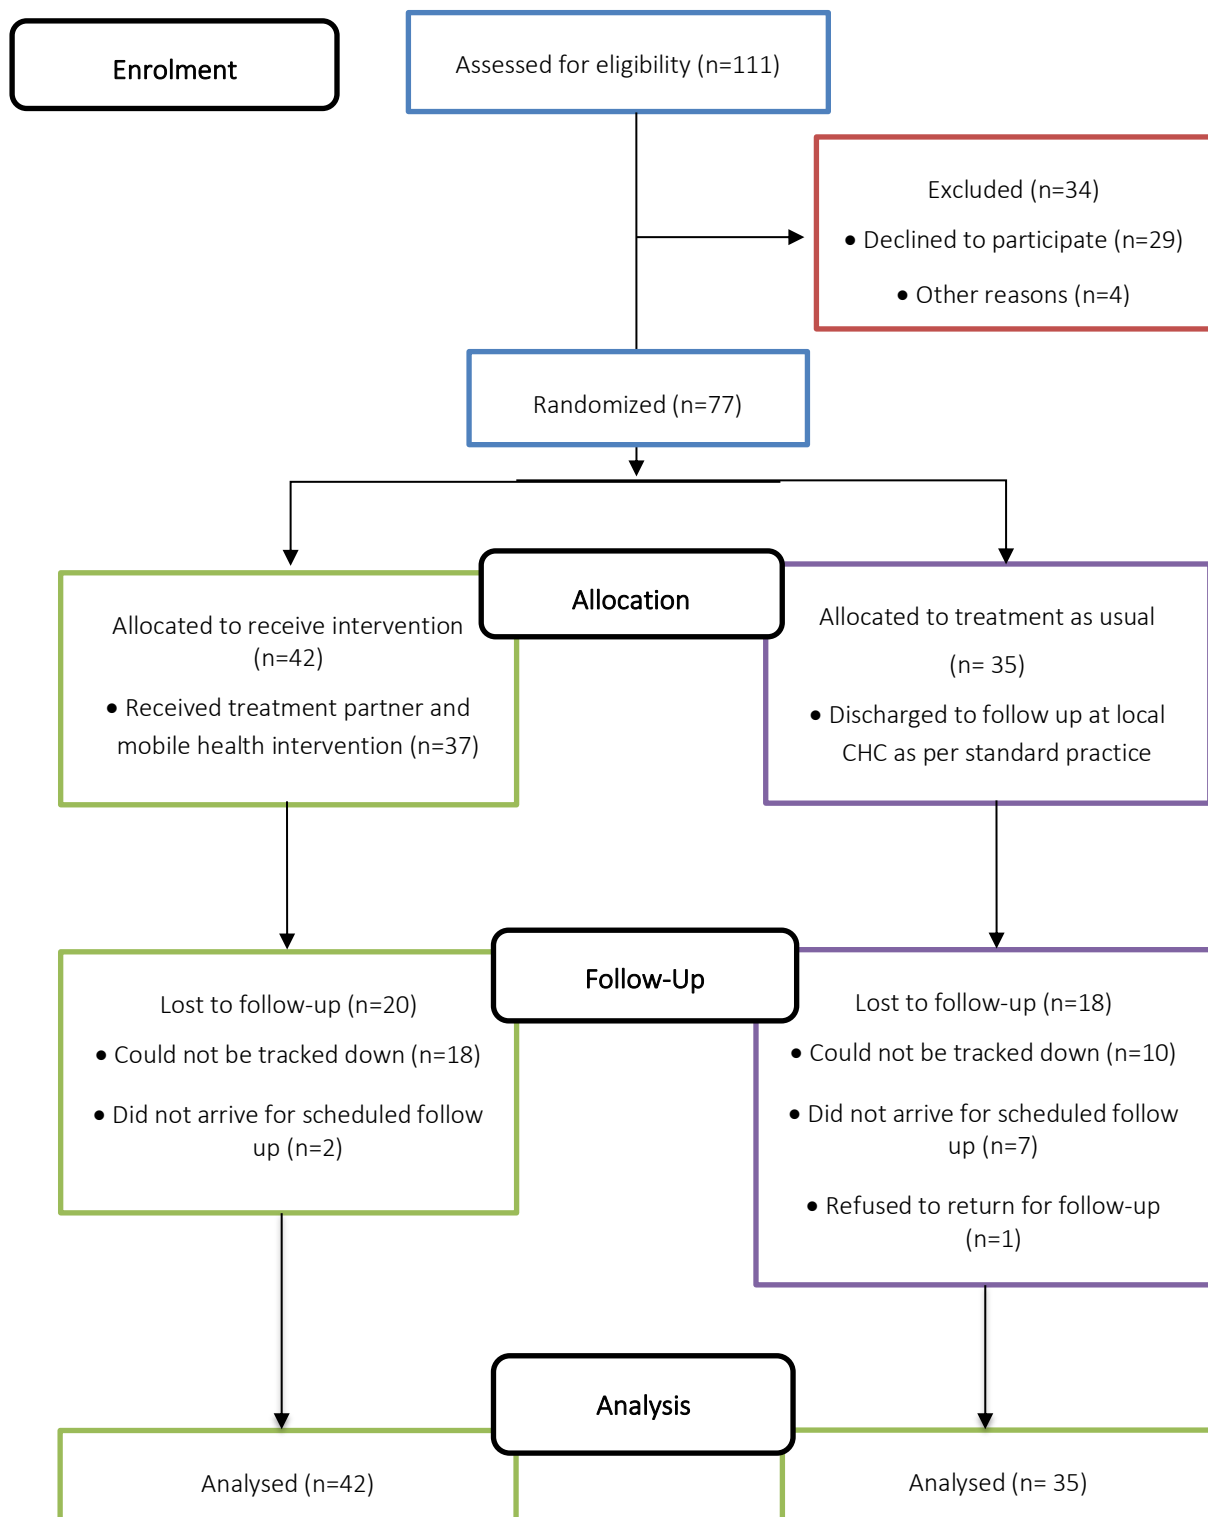 Enrolment
Assessed for eligibility (n=111)
Excluded (n=34)
● Declined to participate (n=29)
● Other reasons (n=4)
Randomized (n=77)
Allocation
Allocated to receive intervention
(n=42)
● Received treatment partner and
mobile health intervention (n=37)
Allocated to treatment as usual
(n= 35)
● Discharged to follow up at local
CHC as per standard practice
Follow-Up
Lost to follow-up (n=20)
● Could not be tracked down (n=18)
● Did not arrive for scheduled follow
up (n=2)
Lost to follow-up (n=18)
● Could not be tracked down (n=10)
● Did not arrive for scheduled follow
up (n=7)
● Refused to return for follow-up
(n=1)
Analysis
Analysed (n=42)
Analysed (n= 35)